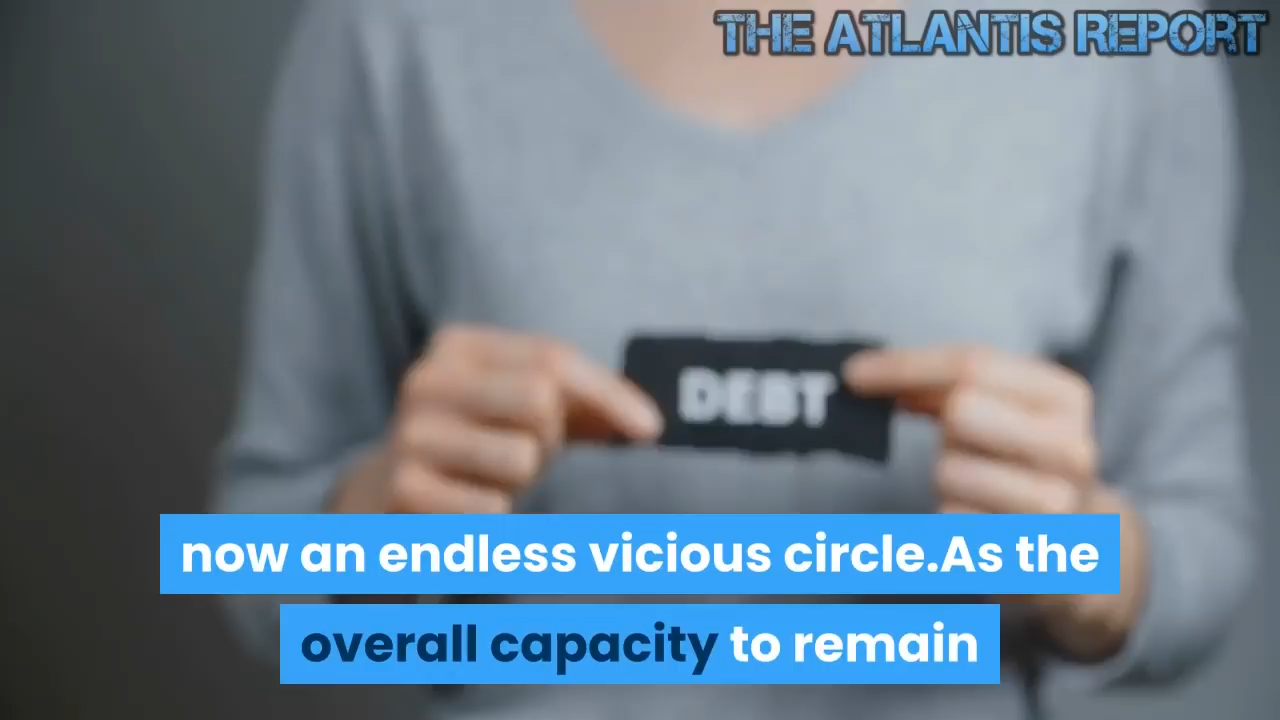 THE ATLANTIS REPORT
DEBT
now an endless vicious circle.As the
overall capacity to remain